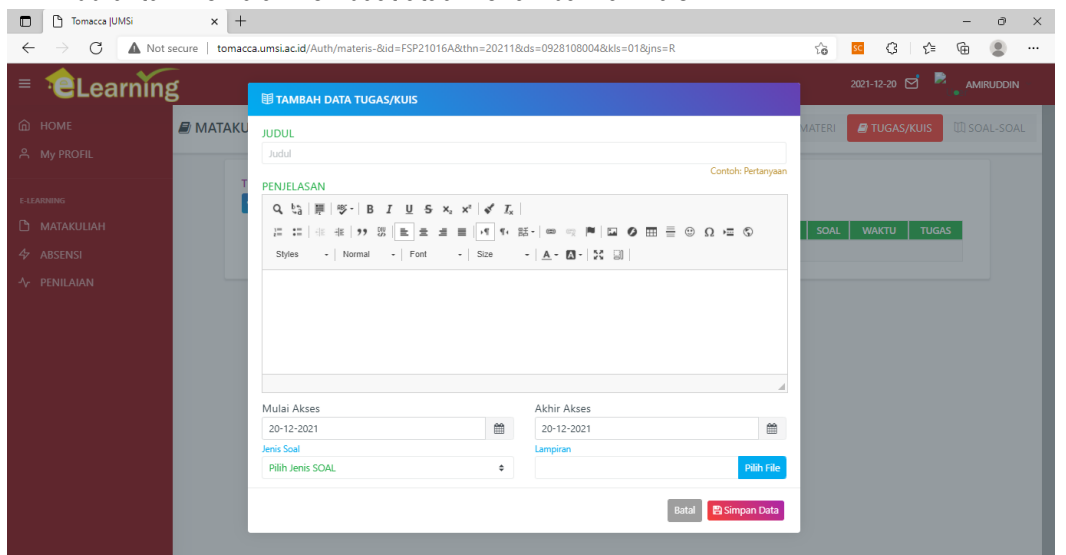 Tomacca |UMSi
Not secure | tomacca.umsi.ac.id/Auth/materis-&id=FSP21016A&thn=20211&ds=0928108004&kls=01&jns=R
SC
eLearning
2021-12-20
AMIRUDDIN
TAMBAH DATA TUGAS/KUIS
HOME
MATAKU
JUDUL
MATERI
TUGAS/KUIS
SOAL-SOAL
My PROFIL
Judul
Contoh: Pertanyaan
PENJELASAN
E-LEARNING
MATAKULIAH
SOAL WAKTU TUGAS
ABSENSI
Styles Normal Font Size
PENILAIAN
Mulai Akses
Akhir Akses
20-12-2021
20-12-2021
Jenis Soal
Lampiran
Pilih Jenis SOAL
Pilih File
Batal
Simpan Data